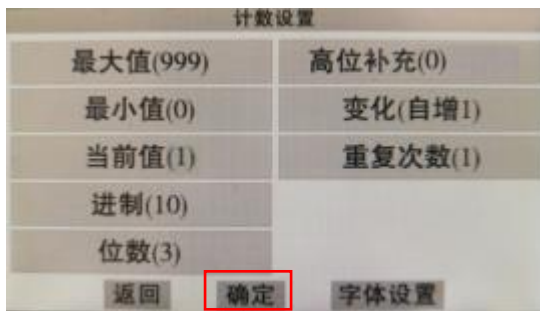 计数设置
最大值(999) 高位补充(0)
最小值(0) 变化(自增1)
当前值(1) 重复次数(1)
进制(10)
位数(3)
返回 确定 字体设置